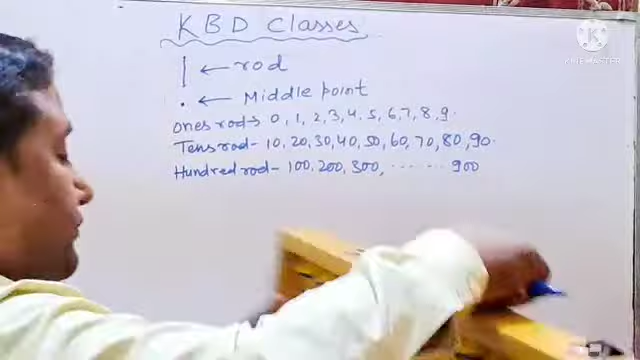 KBD Classes
KINEMASTER
| ← rod
. ← Middle point
Ones rod→ 0, 1, 2, 3, 4, 5, 6, 7, 8, 9.
Tens rod- 10, 20, 30, 40, 50, 60, 70, 80, 90.
Hundred rod- 100, 200, 300, ........ 900